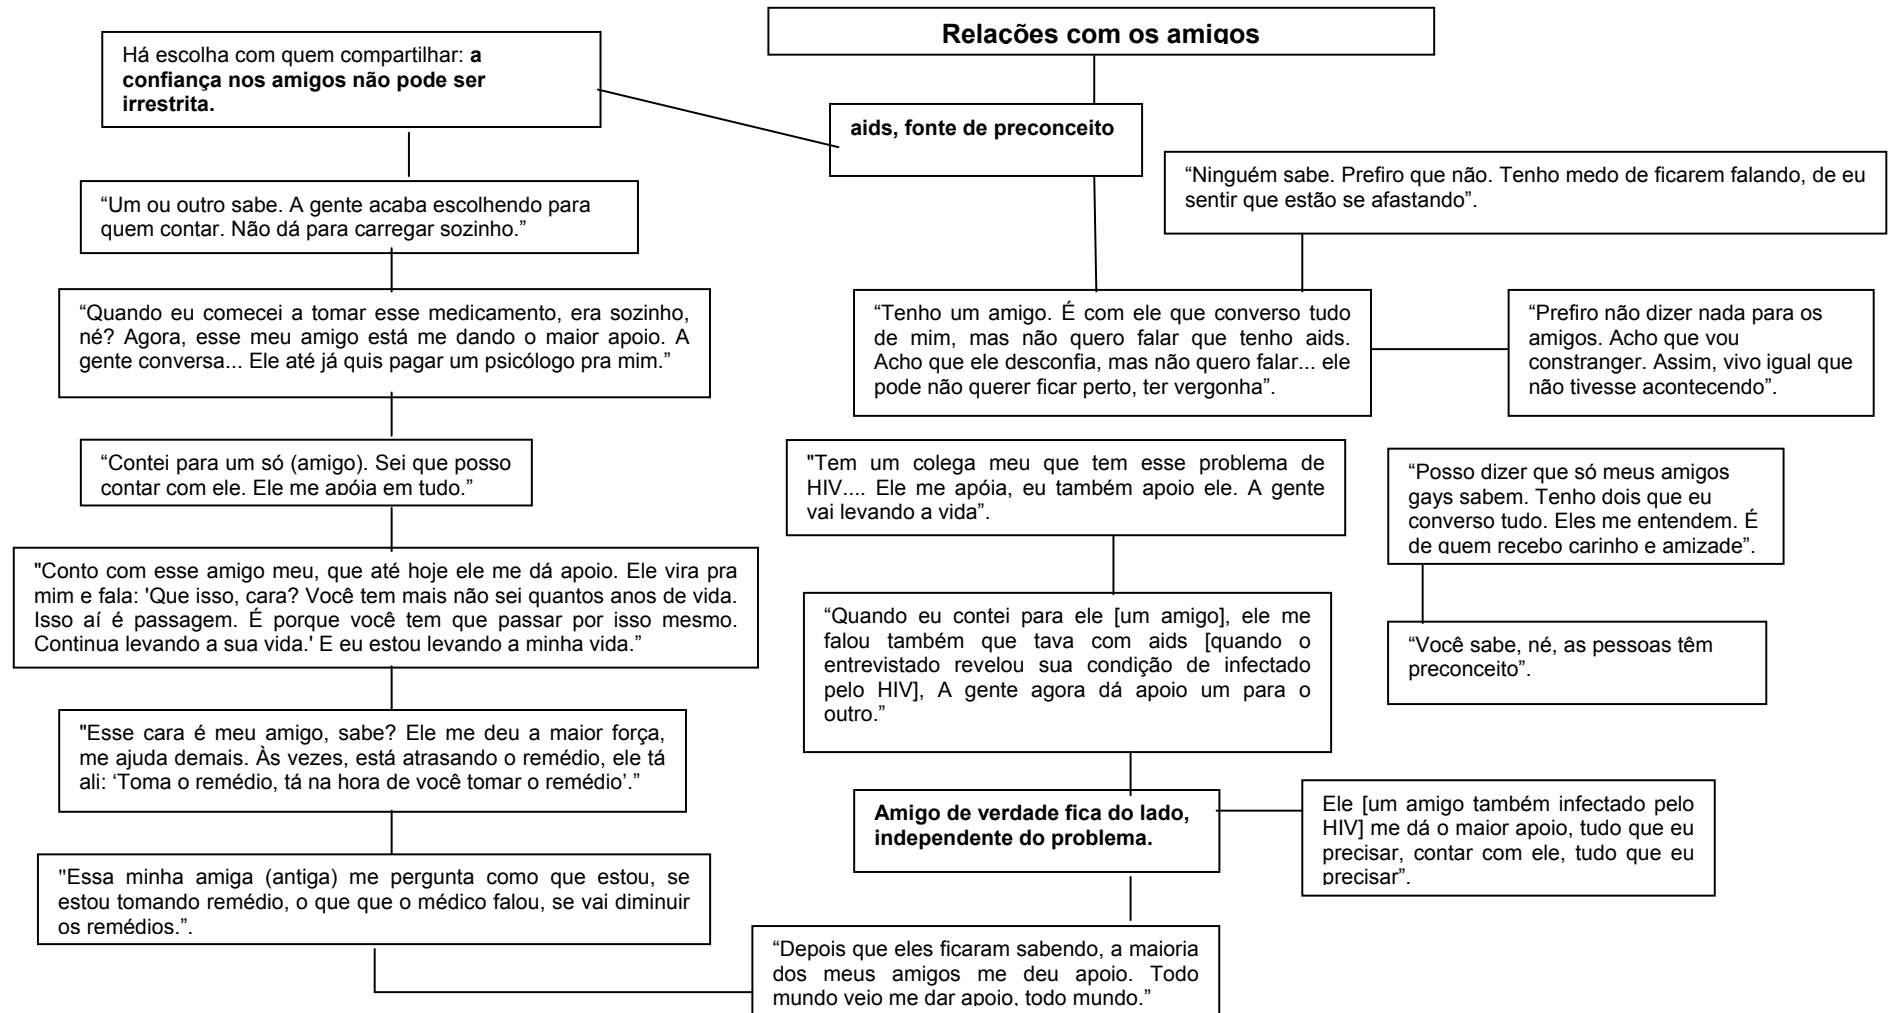 Relações com os amigos
Há escolha com quem compartilhar: a
confiança nos amigos não pode ser
irrestrita.
aids, fonte de preconceito
“Ninguém sabe. Prefiro que não. Tenho medo de ficarem falando, de eu
sentir que estão se afastando”.
“Um ou outro sabe. A gente acaba escolhendo para
quem contar. Não dá para carregar sozinho.”
“Quando eu comecei a tomar esse medicamento, era sozinho,
né? Agora, esse meu amigo está me dando o maior apoio. A
gente conversa... Ele até já quis pagar um psicólogo pra mim.”
“Tenho um amigo. É com ele que converso tudo
de mim, mas não quero falar que tenho aids.
Acho que ele desconfia, mas não quero falar... ele
pode não querer ficar perto, ter vergonha”.
“Prefiro não dizer nada para os
amigos. Acho que vou
constranger. Assim, vivo igual que
não tivesse acontecendo”.
“Contei para um só (amigo). Sei que posso
contar com ele. Ele me apóia em tudo.”
"Tem um colega meu que tem esse problema de
HIV.... Ele me apóia, eu também apoio ele. A gente
vai levando a vida”.
“Posso dizer que só meus amigos
gays sabem. Tenho dois que eu
converso tudo. Eles me entendem. É
de quem recebo carinho e amizade”.
"Conto com esse amigo meu, que até hoje ele me dá apoio. Ele vira pra
mim e fala: 'Que isso, cara? Você tem mais não sei quantos anos de vida.
Isso aí é passagem. É porque você tem que passar por isso mesmo.
Continua levando a sua vida.' E eu estou levando a minha vida.”
“Quando eu contei para ele [um amigo], ele me
falou também que tava com aids [quando o
entrevistado revelou sua condição de infectado
pelo HIV], A gente agora dá apoio um para o
outro.”
“Você sabe, né, as pessoas têm
preconceito”.
"Esse cara é meu amigo, sabe? Ele me deu a maior força,
me ajuda demais. Às vezes, está atrasando o remédio, ele tá
ali: ‘Toma o remédio, tá na hora de você tomar o remédio’.”
Amigo de verdade fica do lado,
independente do problema.
Ele [um amigo também infectado pelo
HIV] me dá o maior apoio, tudo que eu
precisar, contar com ele, tudo que eu
precisar”.
"Essa minha amiga (antiga) me pergunta como que estou, se
estou tomando remédio, o que que o médico falou, se vai diminuir
os remédios.”.
“Depois que eles ficaram sabendo, a maioria
dos meus amigos me deu apoio. Todo
mundo veio me dar apoio, todo mundo.”